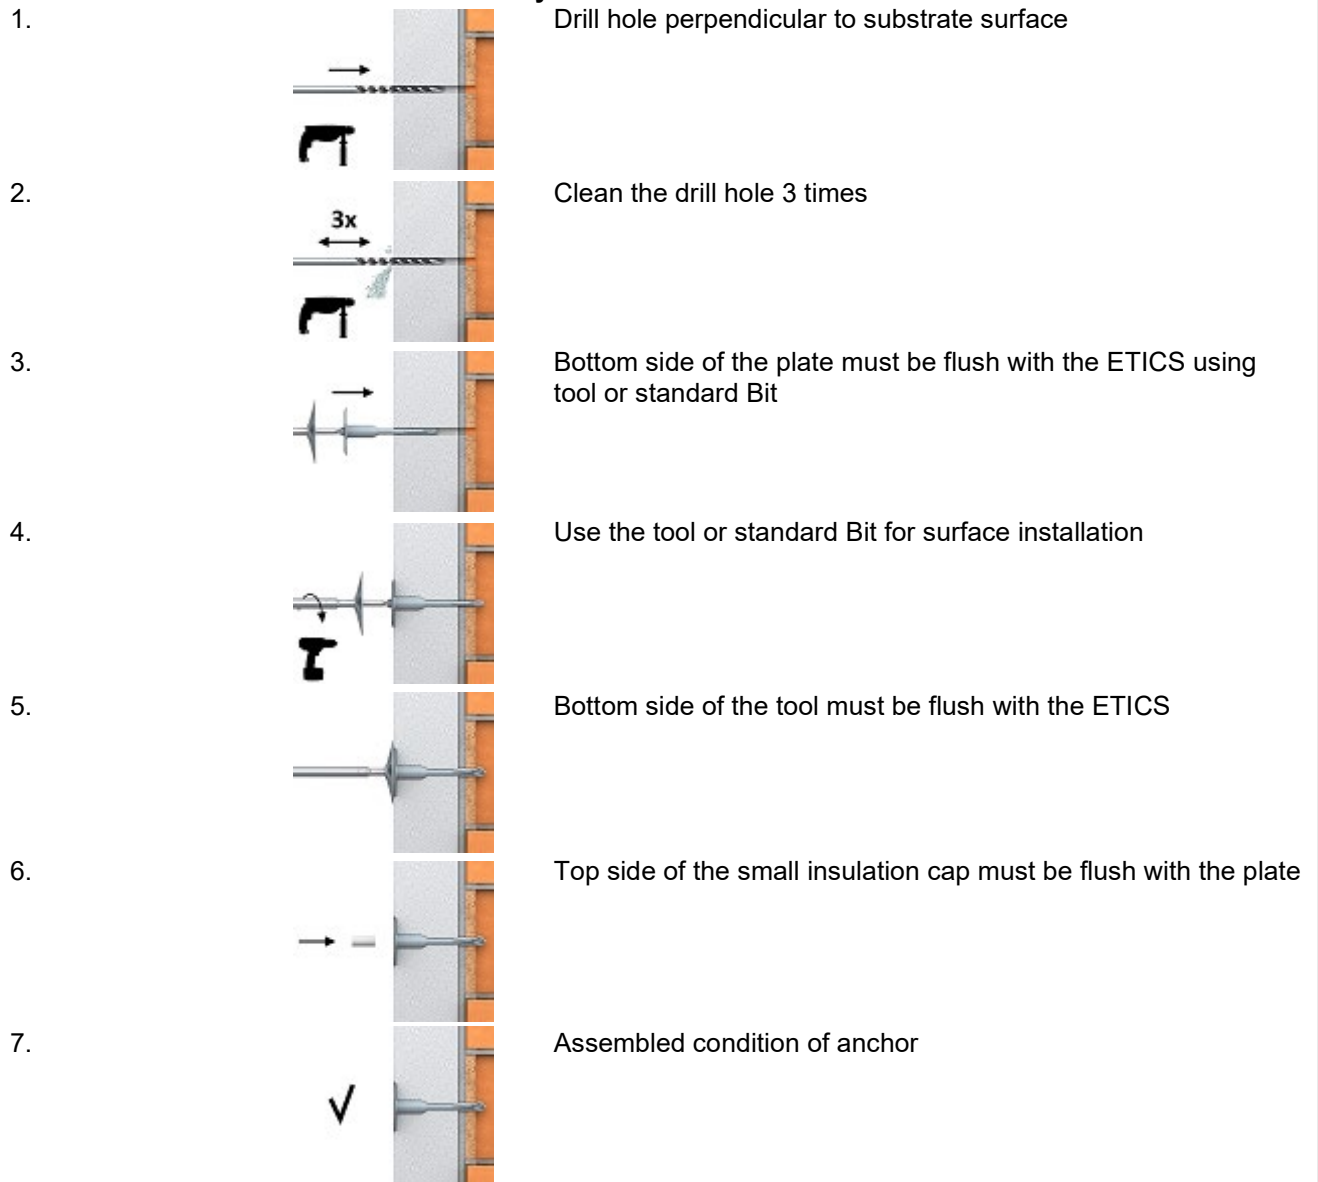 1.
Drill hole perpendicular to substrate surface
2.
3x
Clean the drill hole 3 times
3.
Bottom side of the plate must be flush with the ETICS using
tool or standard Bit
4.
Use the tool or standard Bit for surface installation
5.
Bottom side of the tool must be flush with the ETICS
6.
Top side of the small insulation cap must be flush with the plate
7.
Assembled condition of anchor